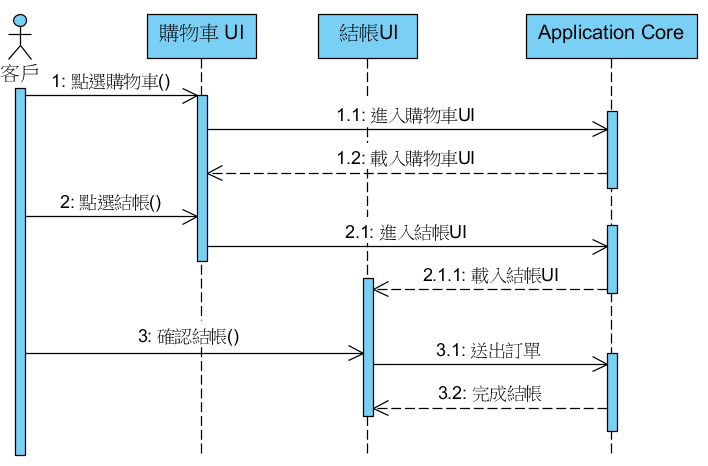 購物車 UI
結帳UI
Application Core
客戶
1: 點選購物車()
1.1: 進入購物車UI
1.2: 載入購物車UI
2: 點選結帳()
2.1: 進入結帳UI
2.1.1: 載入結帳UI
3: 確認結帳()
3.1: 送出訂單
3.2: 完成結帳